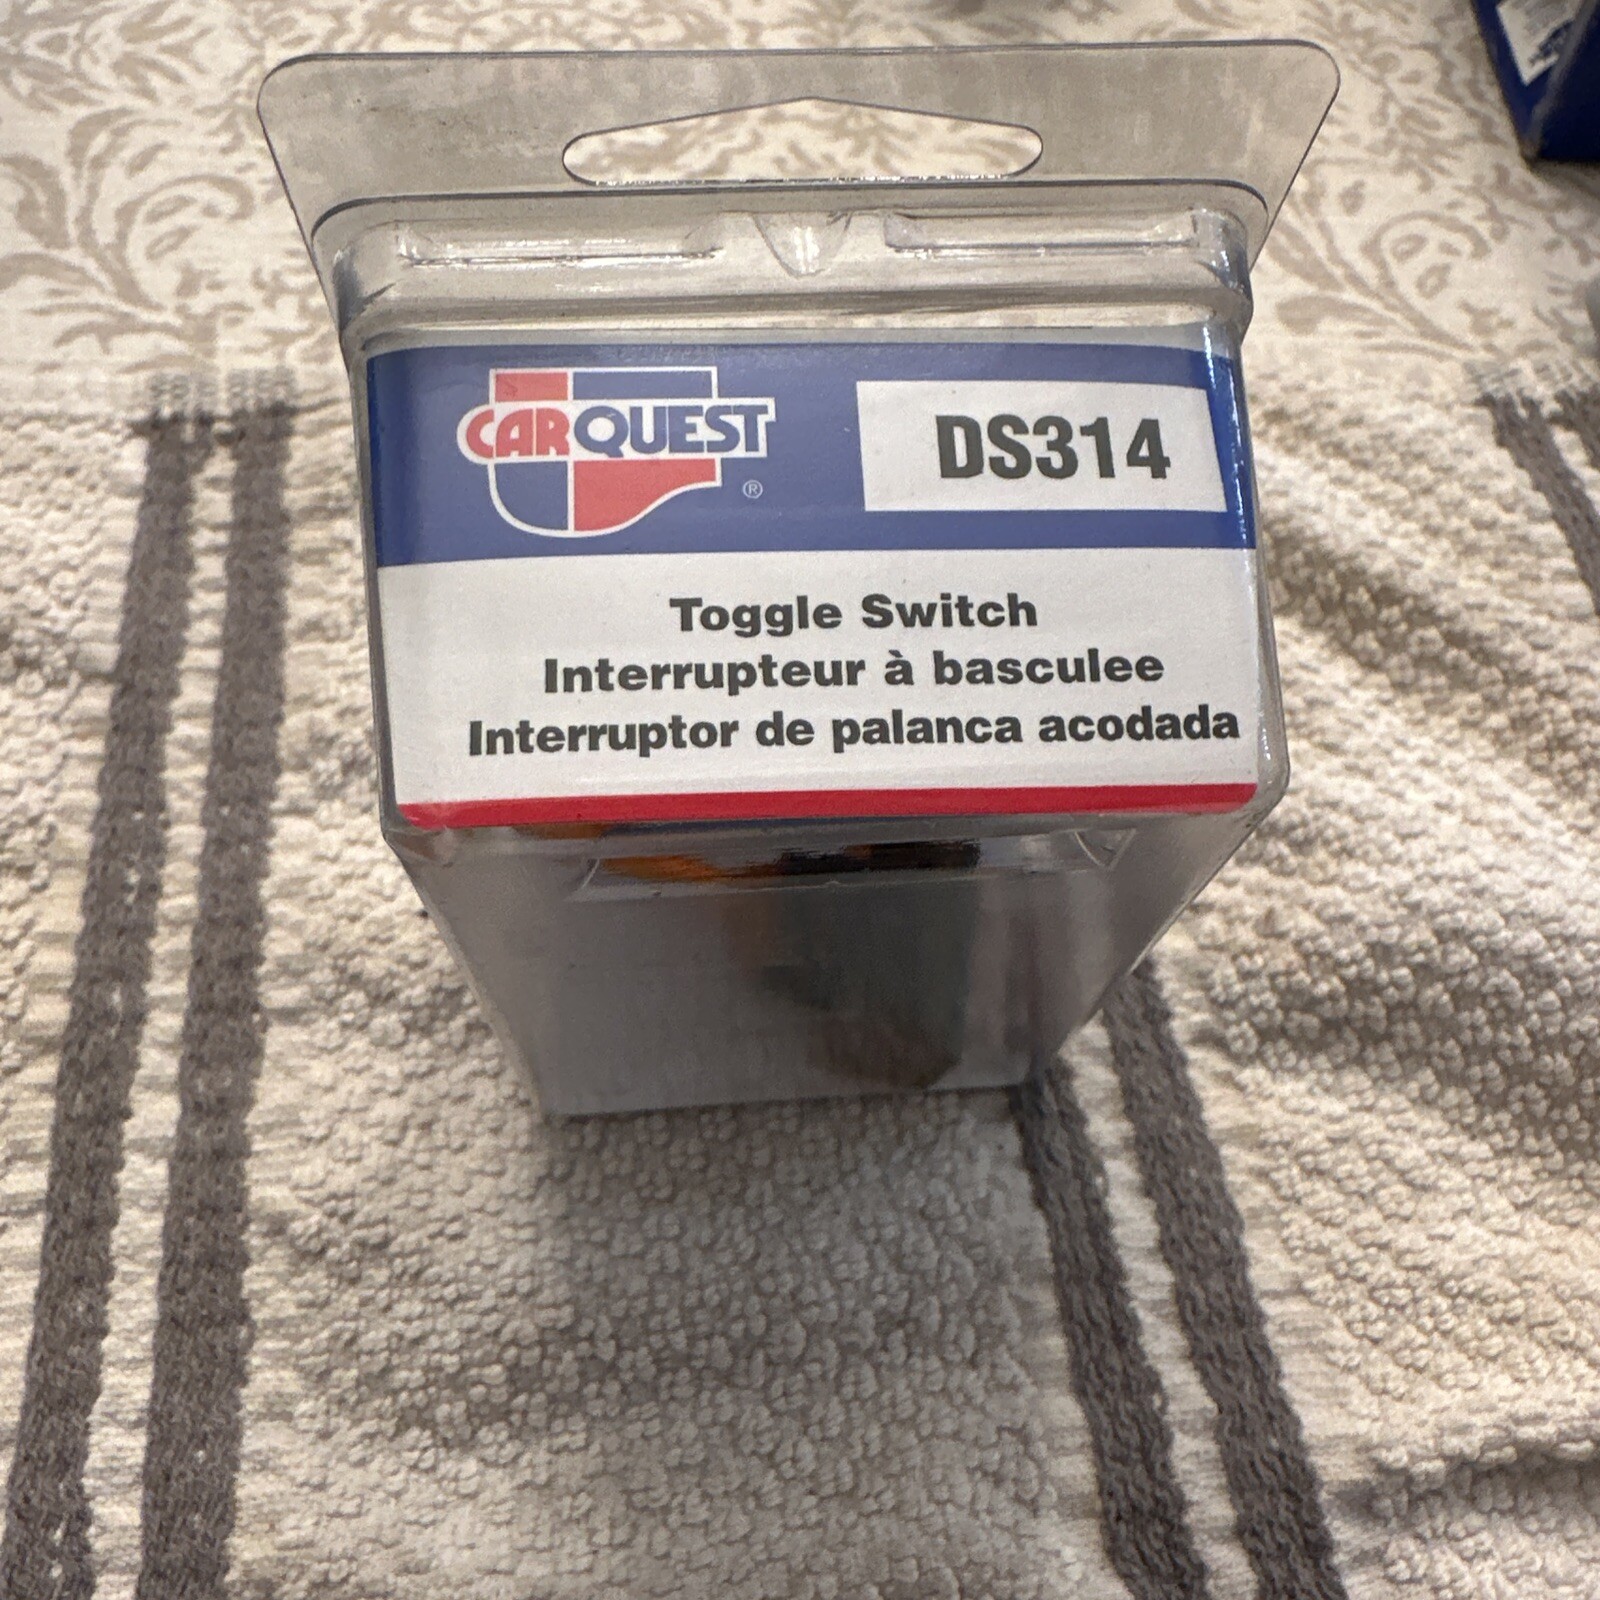 CARQUEST ®
DS314
Toggle Switch
Interrupteur à basculee
Interruptor de palanca acodada